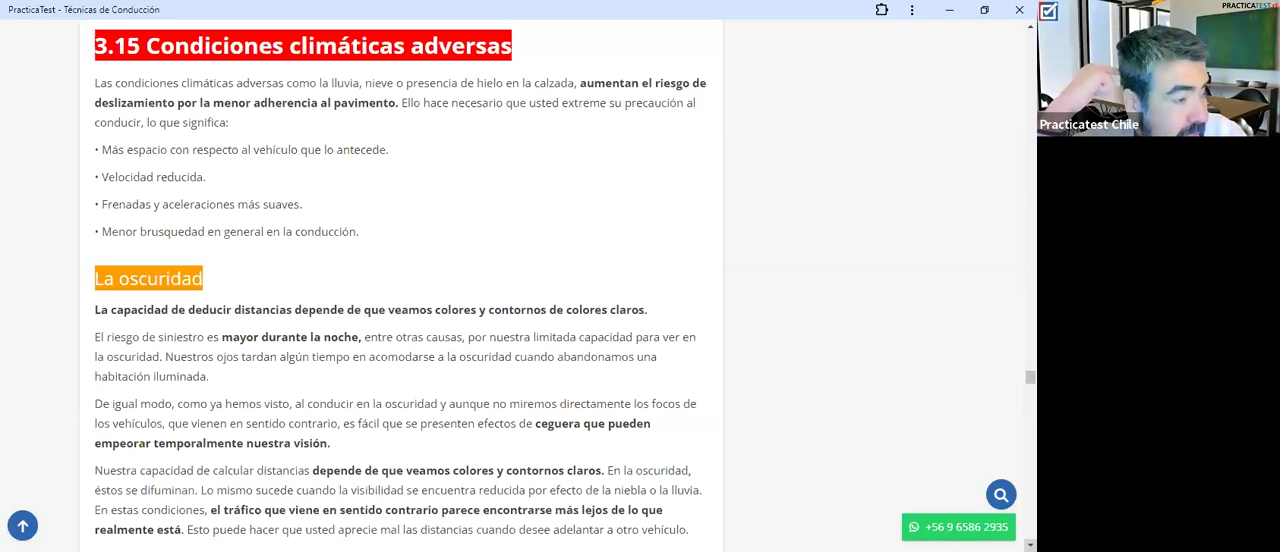 PracticaTest - Técnicas de Conducción
PRACTICATEST
3.15 Condiciones climáticas adversas
Las condiciones climáticas adversas como la lluvia, nieve o presencia de hielo en la calzada, aumentan el riesgo de
deslizamiento por la menor adherencia al pavimento. Ello hace necesario que usted extreme su precaución al
conducir, lo que significa:
• Más espacio con respecto al vehículo que lo antecede.
• Velocidad reducida.
• Frenadas y aceleraciones más suaves.
• Menor brusquedad en general en la conducción.
La oscuridad
La capacidad de deducir distancias depende de que veamos colores y contornos de colores claros.
El riesgo de siniestro es mayor durante la noche, entre otras causas, por nuestra limitada capacidad para ver en
la oscuridad. Nuestros ojos tardan algún tiempo en acomodarse a la oscuridad cuando abandonamos una
habitación iluminada.
De igual modo, como ya hemos visto, al conducir en la oscuridad y aunque no miremos directamente los focos de
los vehículos, que vienen en sentido contrario, es fácil que se presenten efectos de ceguera que pueden
empeorar temporalmente nuestra visión.
Nuestra capacidad de calcular distancias depende de que veamos colores y contornos claros. En la oscuridad,
éstos se difuminan. Lo mismo sucede cuando la visibilidad se encuentra reducida por efecto de la niebla o la lluvia.
En estas condiciones, el tráfico que viene en sentido contrario parece encontrarse más lejos de lo que
realmente está. Esto puede hacer que usted aprecie mal las distancias cuando desee adelantar a otro vehículo.
+56 9 6586 2935
Practicatest Chile